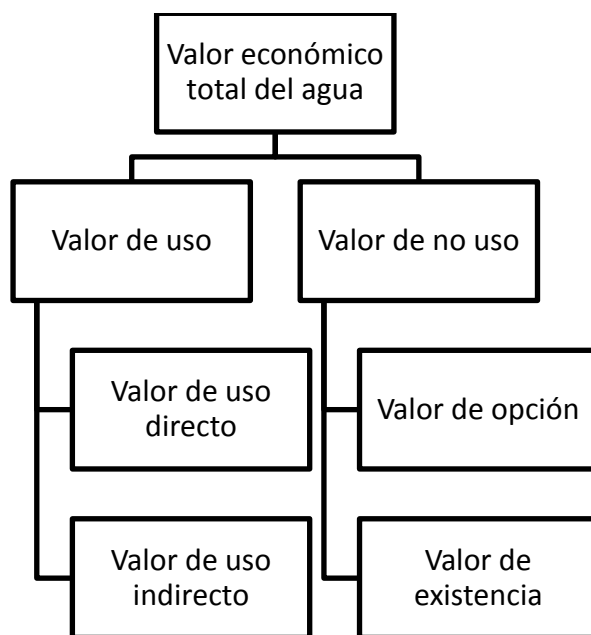 Valor económico
total del agua
Valor de uso
Valor de no uso
Valor de uso
directo
Valor de opción
Valor de uso
indirecto
Valor de
existencia